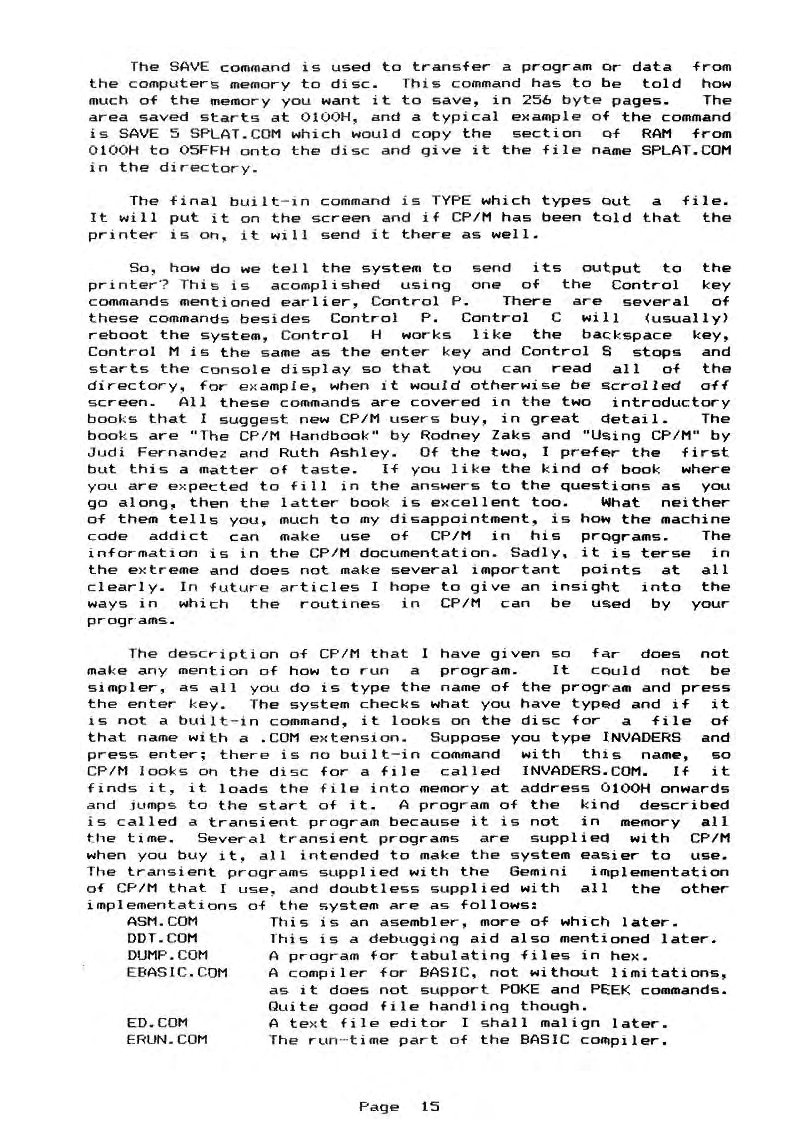 The SAVE command is used to transfer a program or data from
the computers memory to disc. This command has to be told how
much of the memory you want it to save, in 256 byte pages. The
area saved starts at 0100H, and a typical example of the command
is SAVE 5 SPLAT.COM which would copy the section of RAM from
0100H to 05FFH onto the disc and give it the file name SPLAT.COM
in the directory.
The final built-in command is TYPE which types out a file.
It will put it on the screen and if CP/M has been told that the
printer is on, it will send it there as well.
So, how do we tell the system to send its output to the
printer? This is acomplished using one of the Control key
commands mentioned earlier, Control P. There are several of
these commands besides Control P. Control C will (usually)
reboot the system, Control H works like the backspace key,
Control M is the same as the enter key and Control S stops and
starts the console display so that you can read all of the
directory, for example, when it would otherwise be scrolled off
screen. All these commands are covered in the two introductory
books that I suggest new CP/M users buy, in great detail. The
books are "The CP/M Handbook" by Rodney Zaks and "Using CP/M" by
Judi Fernandez and Ruth Ashley. Of the two, I prefer the first
but this a matter of taste. If you like the kind of book where
you are expected to fill in the answers to the questions as you
go along, then the latter book is excellent too. What neither
of them tells you, much to my disappointment, is how the machine
code addict can make use of CP/M in his programs. The
information is in the CP/M documentation. Sadly, it is terse in
the extreme and does not make several important points at all
clearly. In future articles I hope to give an insight into the
ways in which the routines in CP/M can be used by your
programs.
The description of CP/M that I have given so far does not
make any mention of how to run a program. It could not be
simpler, as all you do is type the name of the program and press
the enter key. The system checks what you have typed and if it
is not a built-in command, it looks on the disc for a file of
that name with a .COM extension. Suppose you type INVADERS and
press enter; there is no built-in command with this name, so
CP/M looks on the disc for a file called INVADERS.COM. If it
finds it, it loads the file into memory at address 0100H onwards
and jumps to the start of it. A program of the kind described
is called a transient program because it is not in memory all
the time. Several transient programs are supplied with CP/M
when you buy it, all intended to make the system easier to use.
The transient programs supplied with the Gemini implementation
of CP/M that I use, and doubtless supplied with all the other
implementations of the system are as follows:
ASM.COM This is an asembler, more of which later.
DDT.COM This is a debugging aid also mentioned later.
DUMP.COM A program for tabulating files in hex.
EBASIC.COM A compiler for BASIC, not without limitations,
as it does not support POKE and PEEK commands.
Quite good file handling though.
ED.COM A text file editor I shall malign later.
ERUN.COM The run-time part of the BASIC compiler.
Page 15